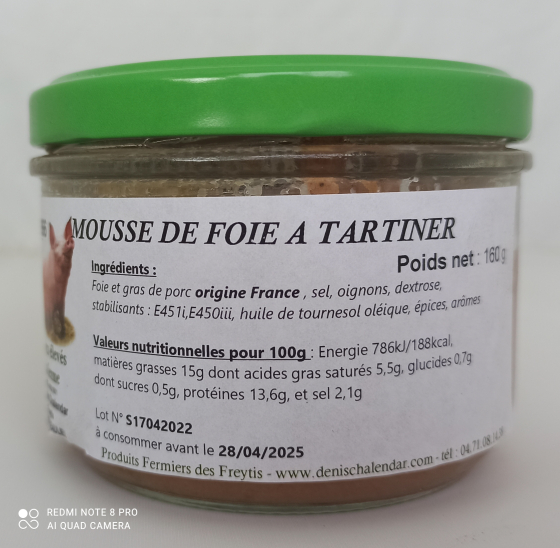 MOUSSE DE FOIE A TARTINER
Poids net : 160 g
Ingrédients :
Foie et gras de porc origine France , sel, oignons, dextrose,
stabilisants : E451i,E450iii, huile de tournesol oléique, épices, arômes
Valeurs nutritionnelles pour 100g : Energie 786kJ/188kcal,
matières grasses 15g dont acides gras saturés 5,5g, glucides 0,7g
dont sucres 0,5g, protéines 13,6g, et sel 2,1g
Lot N° S17042022
à consommer avant le 28/04/2025
Produits Fermiers des Freytis - www.denischalendar.com - tél : 04.71.08.
REDMI NOTE 8 PRO
AI QUAD CAMERA